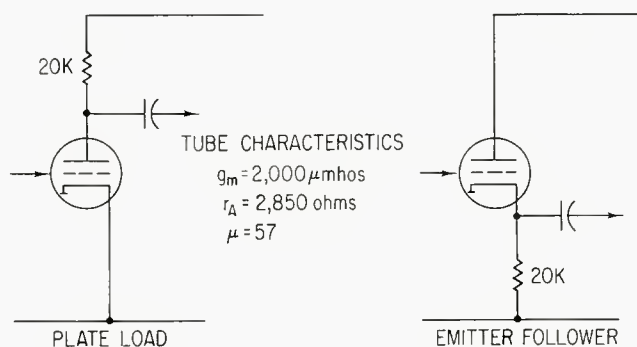 20K
TUBE CHARACTERISTICS
gm = 2,000 μmhos
rA = 2,850 ohms
μ = 57
20K
PLATE LOAD
EMITTER FOLLOWER